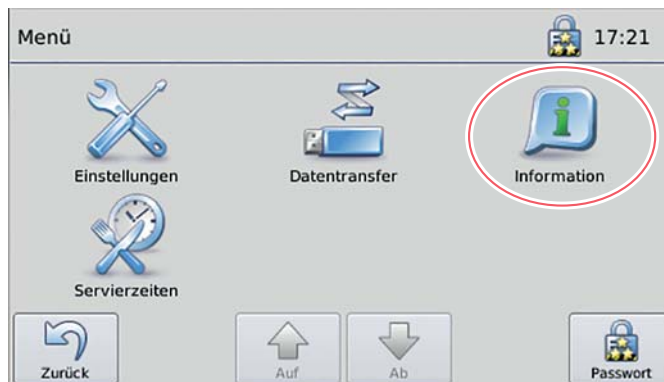 Menü 17:21
Einstellungen Datentransfer Information
Servierzeiten
Zurück Auf Ab Passwort